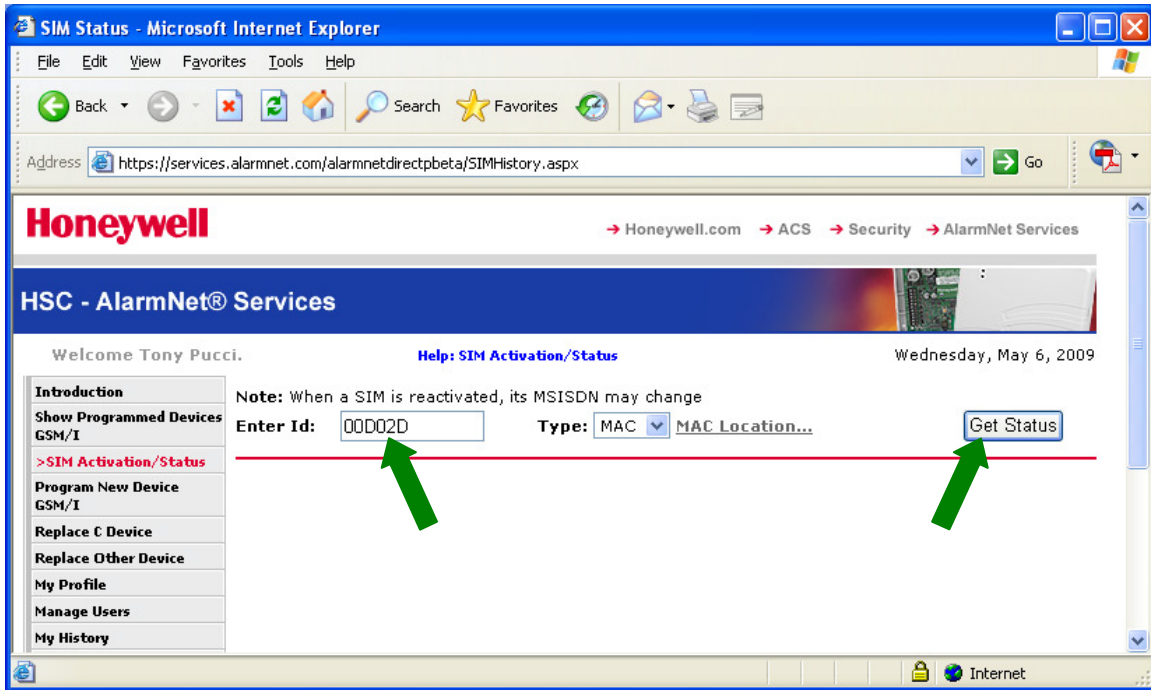 SIM Status - Microsoft Internet Explorer
File Edit View Favorites Tools Help
Back Search Favorites
Address https://services.alarmnet.com/alarmnetdirectpbeta/SIMHistory.aspx Go
Honeywell
Honeywell.com ACS Security AlarmNet Services
HSC - AlarmNet® Services
Welcome Tony Pucci. Help: SIM Activation/Status Wednesday, May 6, 2009
Introduction
Show Programmed Devices
GSM/I
>SIM Activation/Status
Program New Device
GSM/I
Replace C Device
Replace Other Device
My Profile
Manage Users
My History
Note: When a SIM is reactivated, its MSISDN may change
Enter Id: 00D02D Type: MAC MAC Location... Get Status
Internet